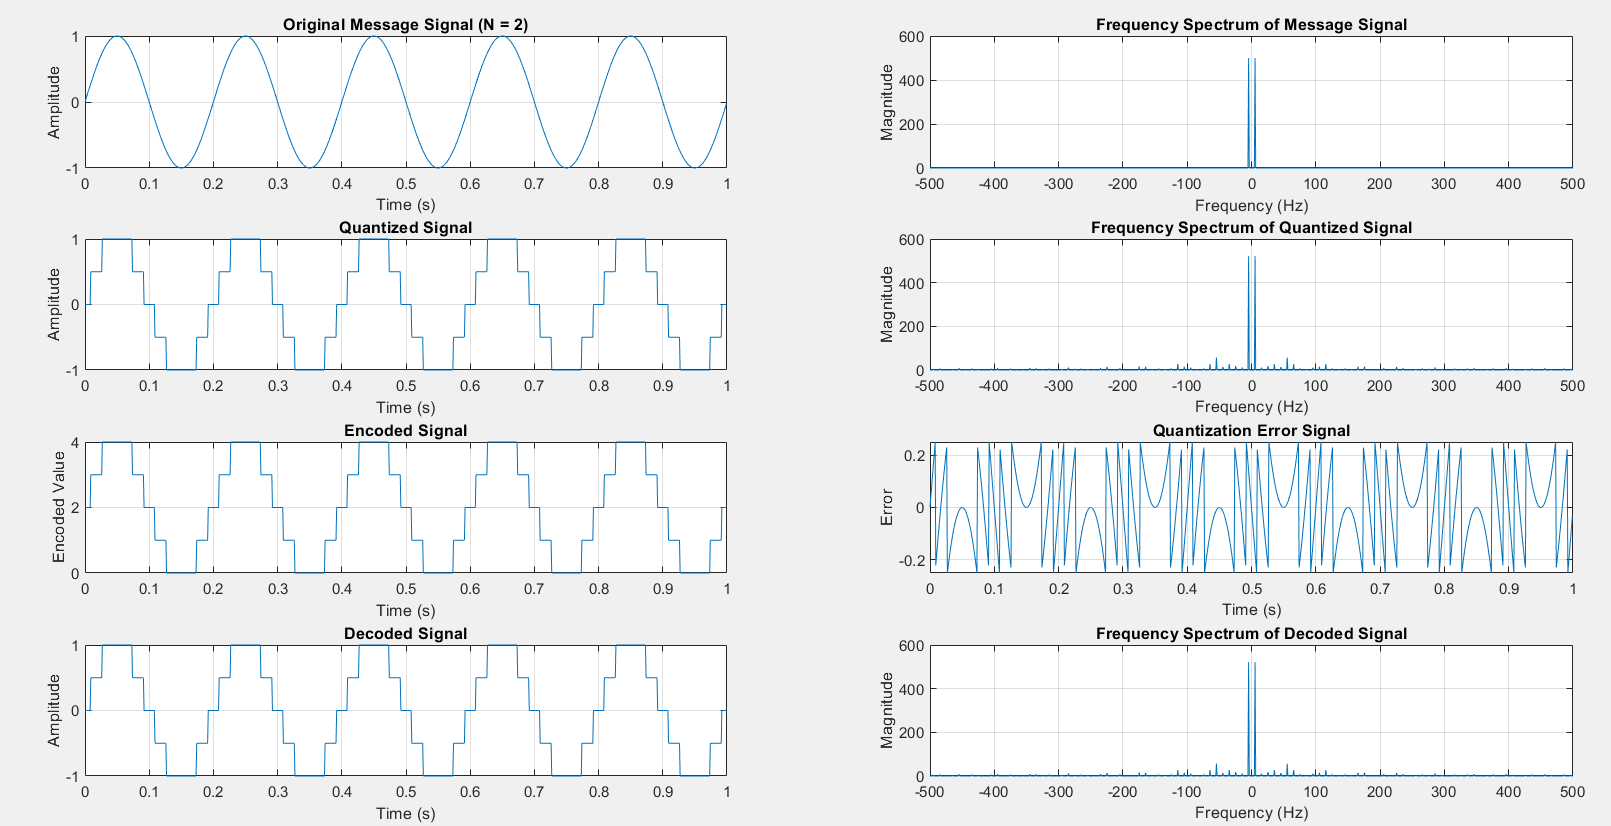 Original Message Signal (N = 2)
Amplitude
1
0
-1
0 0.1 0.2 0.3 0.4 0.5 0.6 0.7 0.8 0.9 1
Time (s)
Frequency Spectrum of Message Signal
Magnitude
600
400
200
0
-500 -400 -300 -200 -100 0 100 200 300 400 500
Frequency (Hz)
Quantized Signal
Amplitude
1
0
-1
0 0.1 0.2 0.3 0.4 0.5 0.6 0.7 0.8 0.9 1
Time (s)
Frequency Spectrum of Quantized Signal
Magnitude
600
400
200
0
-500 -400 -300 -200 -100 0 100 200 300 400 500
Frequency (Hz)
Encoded Signal
Encoded Value
4
2
0
0 0.1 0.2 0.3 0.4 0.5 0.6 0.7 0.8 0.9 1
Time (s)
Quantization Error Signal
Error
0.2
0
-0.2
0 0.1 0.2 0.3 0.4 0.5 0.6 0.7 0.8 0.9 1
Time (s)
Decoded Signal
Amplitude
1
0
-1
0 0.1 0.2 0.3 0.4 0.5 0.6 0.7 0.8 0.9 1
Time (s)
Frequency Spectrum of Decoded Signal
Magnitude
600
400
200
0
-500 -400 -300 -200 -100 0 100 200 300 400 500
Frequency (Hz)